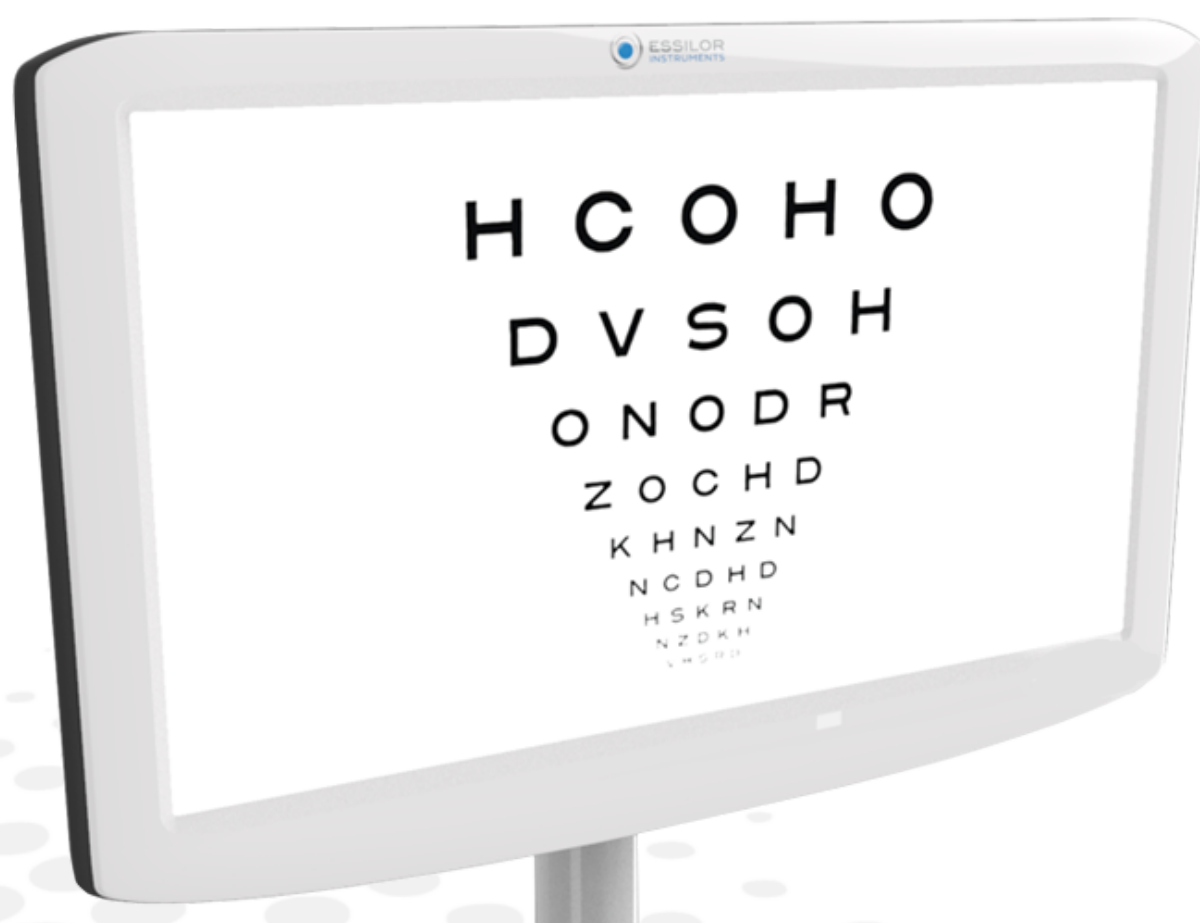 ESSILOR
INSTRUMENTS
H C O H O
D V S O H
O N O D R
Z O C H D
K H N Z N
N C D H D
H S K R N
N Z D K H